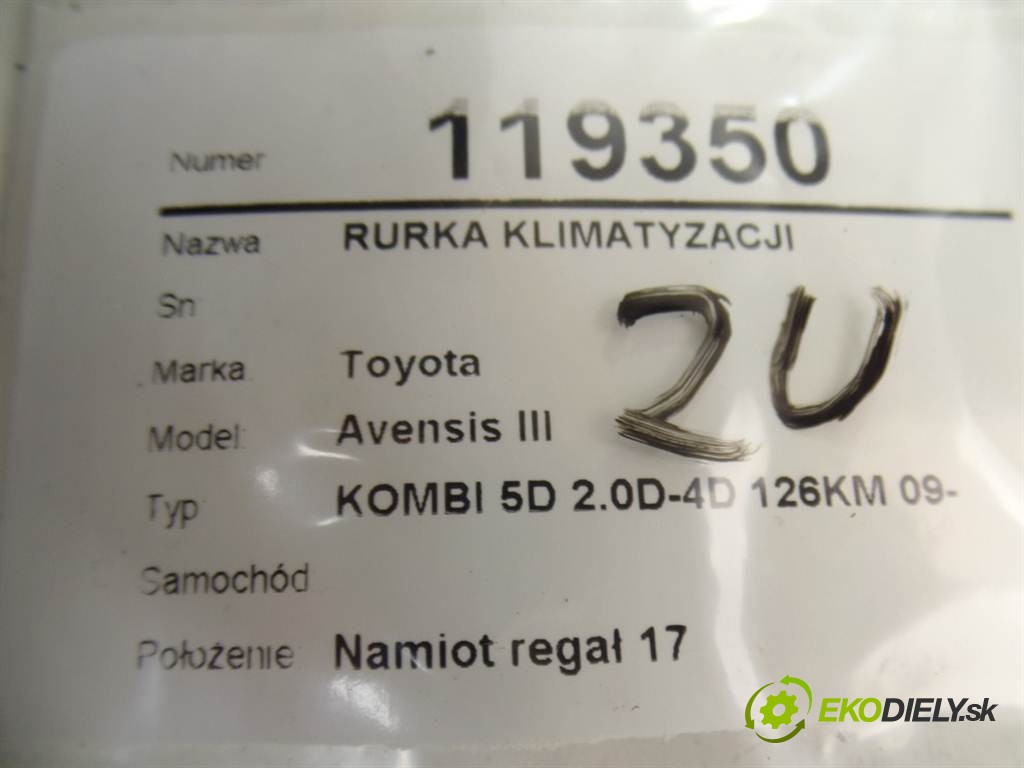 Numer 119350
Nazwa RURKA KLIMATYZACJI
Sn
Marka Toyota
Model: Avensis III
Typ KOMBI 5D 2.0D-4D 126KM 09-
Samochód
Położenie Namiot regał 17
2U
EKODIELY.sk